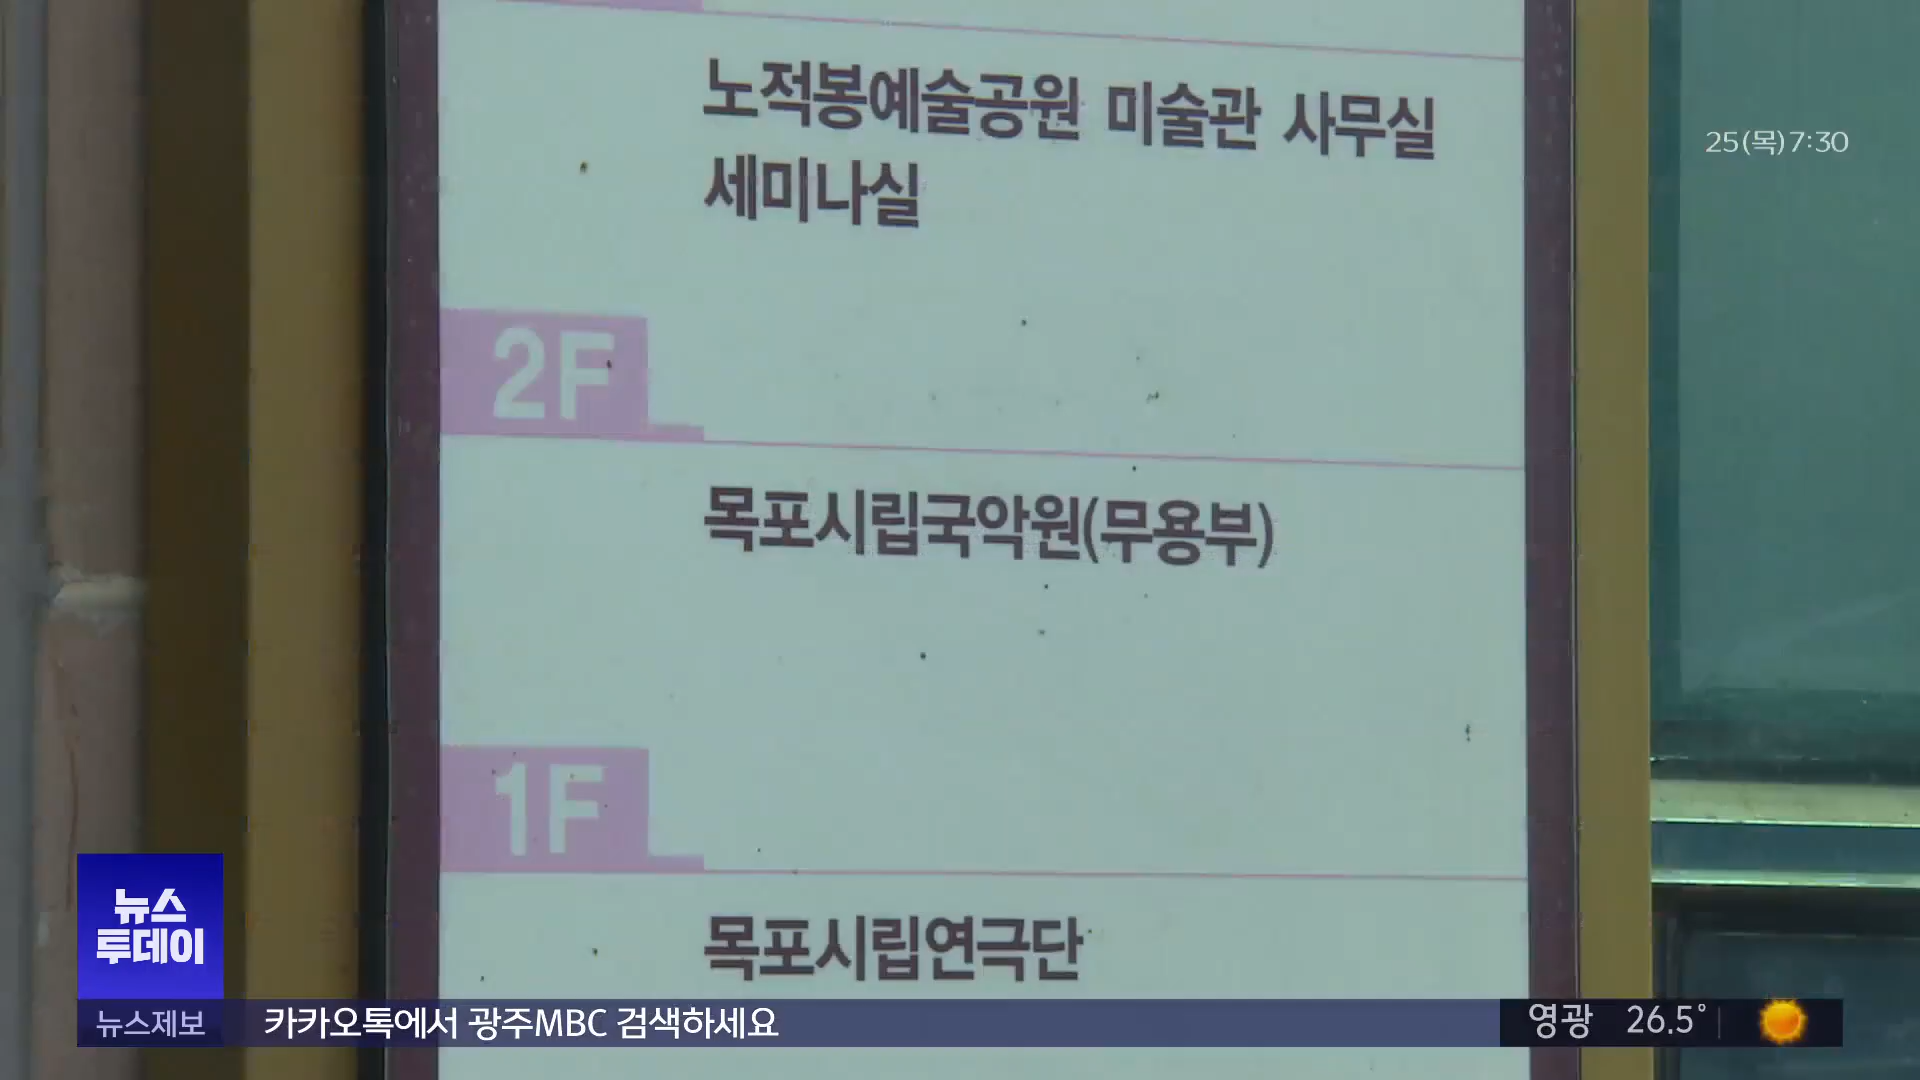 노적봉예술공원 미술관 사무실
세미나실
25(목)7:30
2F
목포시립국악원(무용부)
1F
목포시립연극단
뉴스
투데이
뉴스제보 카카오톡에서 광주MBC 검색하세요
영광 26.5°